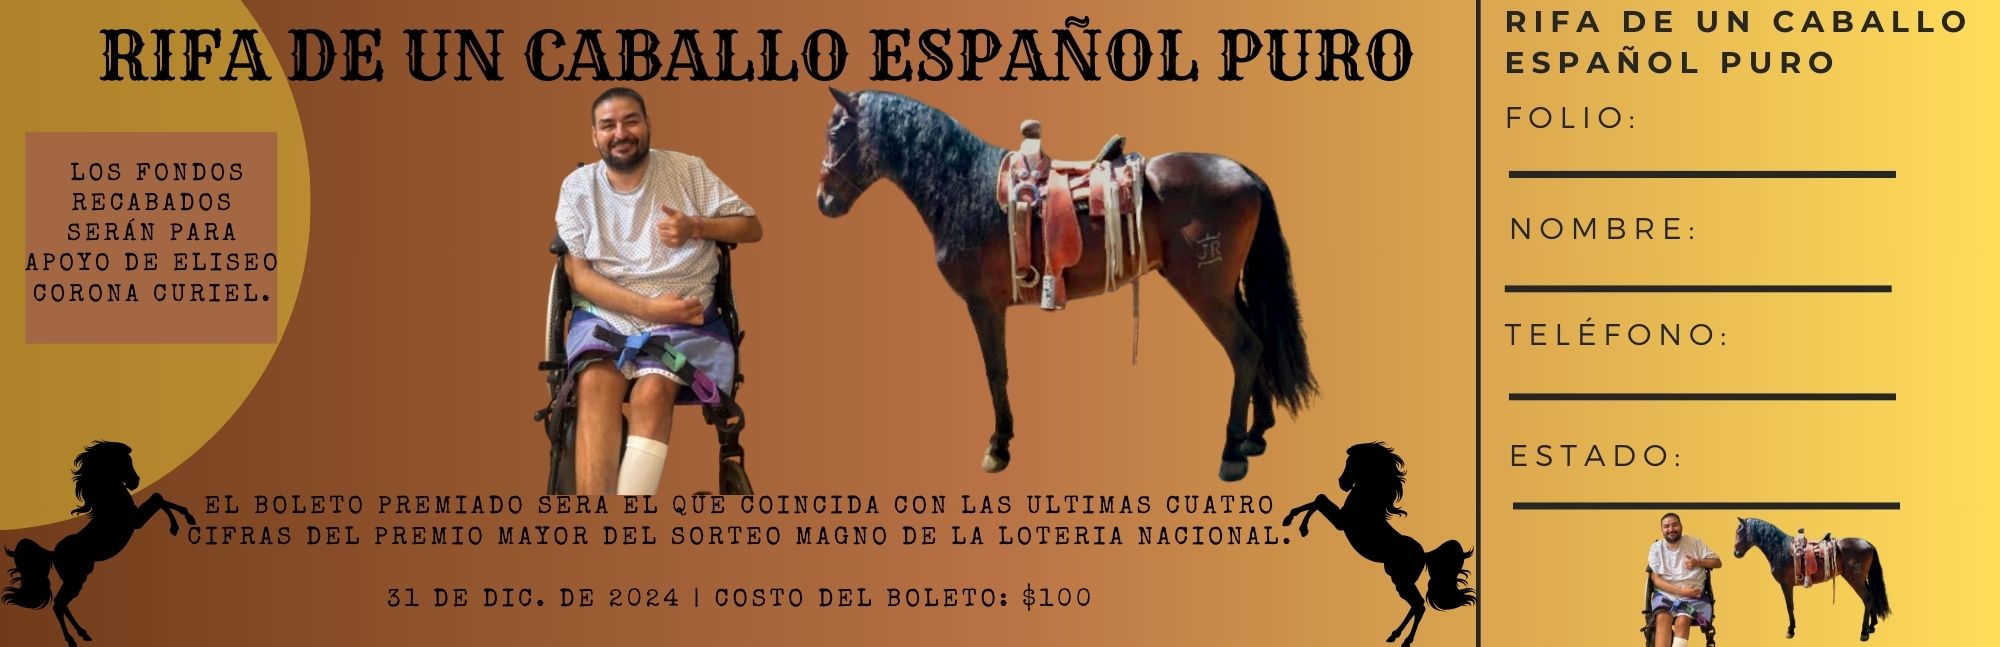 RIFA DE UN CABALLO ESPAÑOL PURO
LOS FONDOS
RECABADOS
SERÁN PARA
APOYO DE ELISEO
CORONA CURIEL.
JR
EL BOLETO PREMIADO SERA EL QUE COINCIDA CON LAS ULTIMAS CUATRO
CIFRAS DEL PREMIO MAYOR DEL SORTEO MAGNO DE LA LOTERIA NACIONAL.
31 DE DIC. DE 2024 | COSTO DEL BOLETO: $100
RIFA DE UN CABALLO
ESPAÑOL PURO
FOLIO:
NOMBRE:
TELÉFONO:
ESTADO: